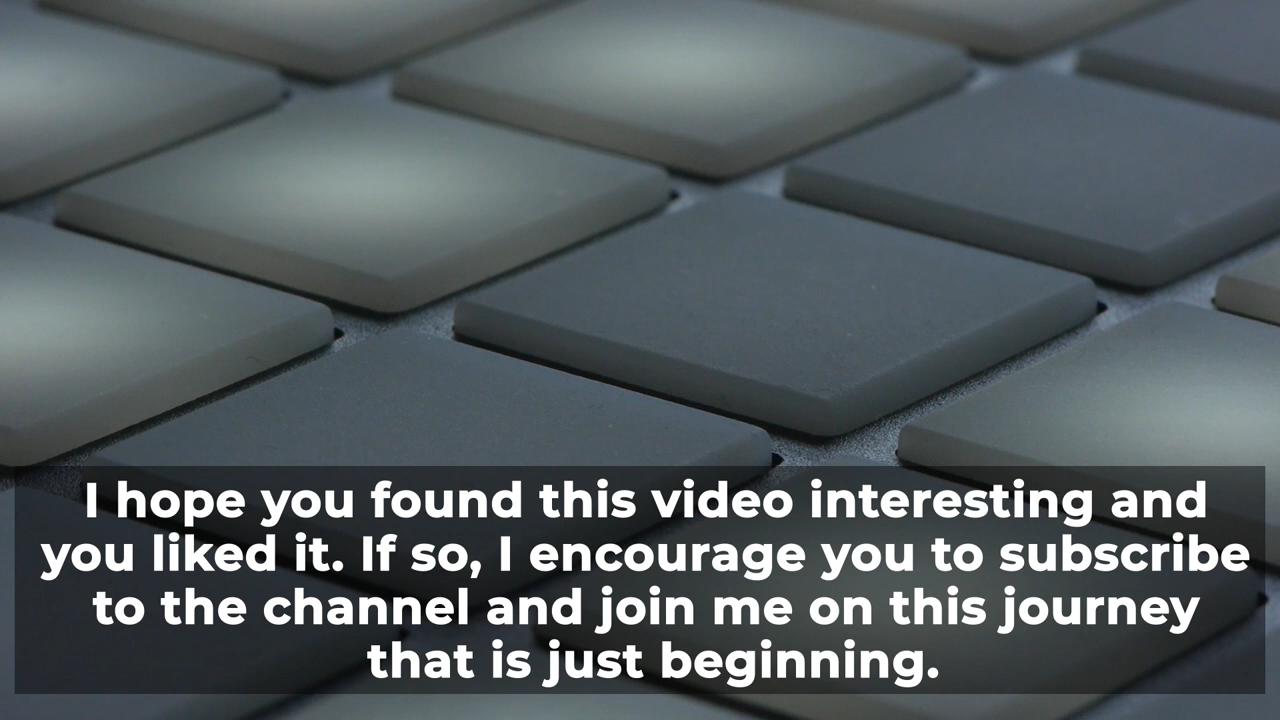 I hope you found this video interesting and
you liked it. If so, I encourage you to subscribe
to the channel and join me on this journey
that is just beginning.